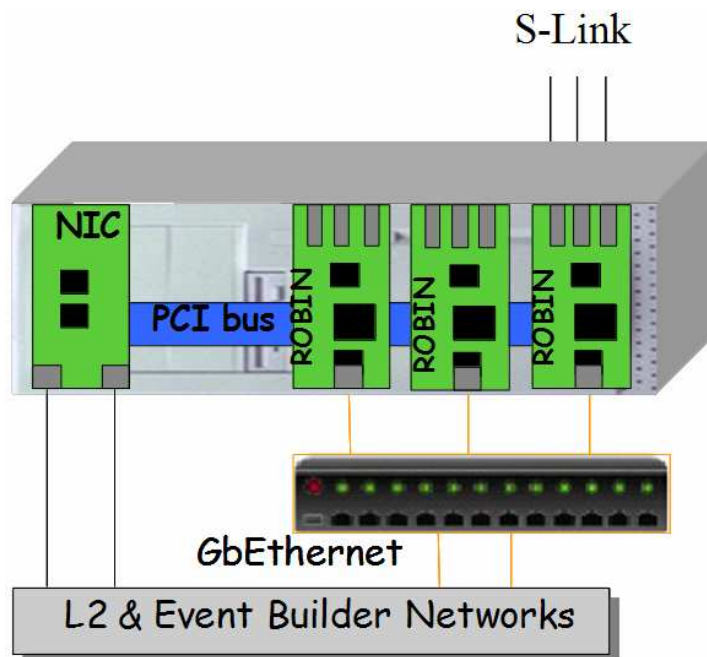 S-Link
NIC
PCI bus
ROBIN
ROBIN
ROBIN
GbEthernet
L2 & Event Builder Networks